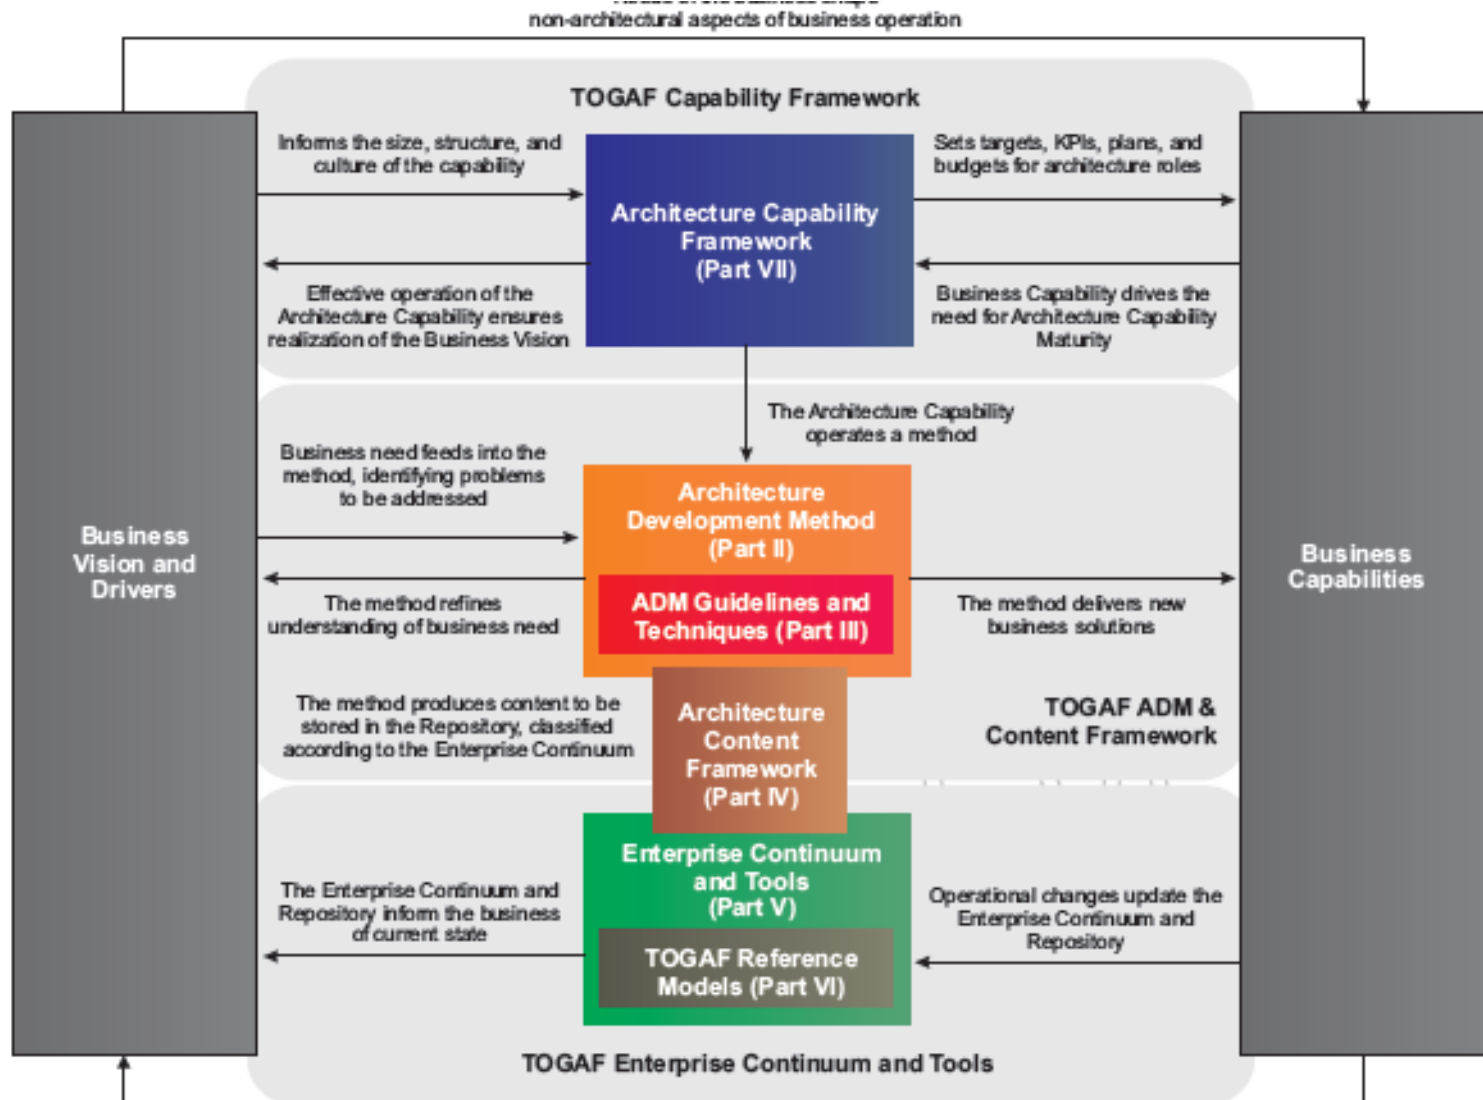 non-architectural aspects of business operation
TOGAF Capability Framework
Informs the size, structure, and
culture of the capability
Architecture Capability
Framework
(Part VII)
Sets targets, KPIs, plans, and
budgets for architecture roles
Effective operation of the
Architecture Capability ensures
realization of the Business Vision
Business Capability drives the
need for Architecture Capability
Maturity
The Architecture Capability
operates a method
Business need feeds into the
method, identifying problems
to be addressed
Architecture
Development Method
(Part II)
Business
Vision and
Drivers
Business
Capabilities
ADM Guidelines and
Techniques (Part III)
The method refines
understanding of business need
The method delivers new
business solutions
The method produces content to be
stored in the Repository, classified
according to the Enterprise Continuum
Architecture
Content
Framework
(Part IV)
TOGAF ADM &
Content Framework
Enterprise Continuum
and Tools
(Part V)
The Enterprise Continuum and
Repository inform the business
of current state
Operational changes update the
Enterprise Continuum and
Repository
TOGAF Reference
Models (Part VI)
TOGAF Enterprise Continuum and Tools